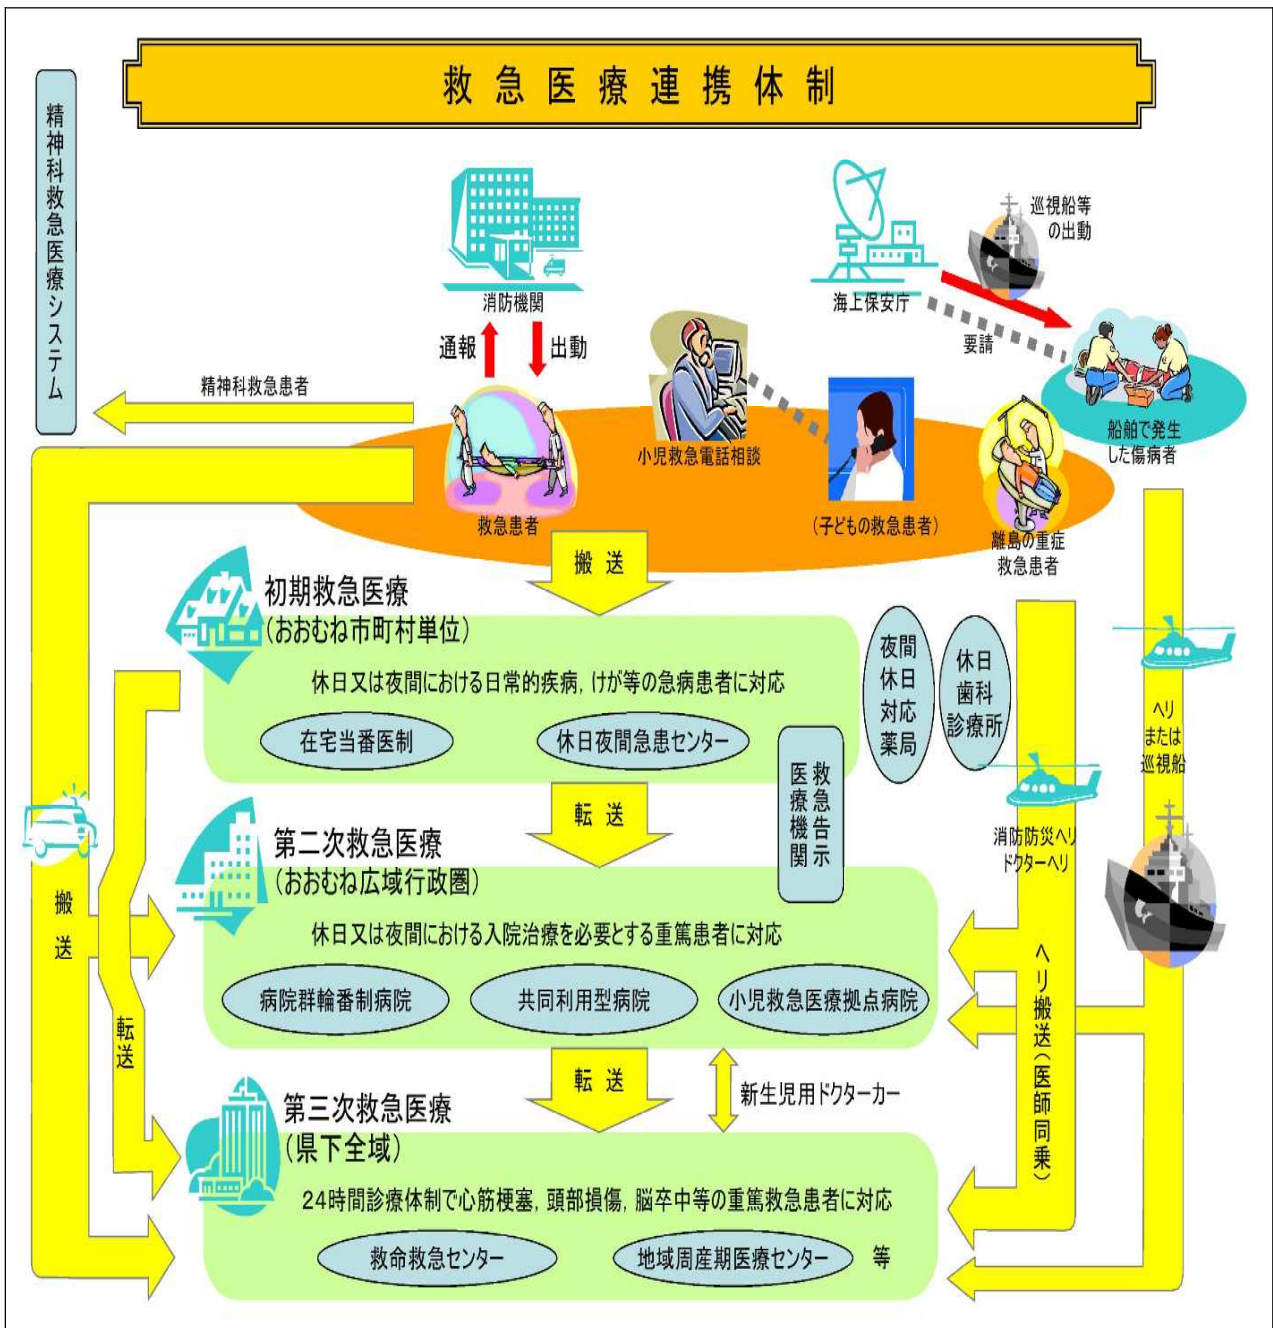 救急医療連携体制
精神科救急医療システム
巡視船等
の出動
消防機関
海上保安庁
通報
出動
要請
精神科救急患者
船舶で発生
した傷病者
小児救急電話相談
救急患者
(子どもの救急患者)
離島の重症
救急患者
搬送
初期救急医療
(おおむね市町村単位)
休日又は夜間における日常的疾病,けが等の急病患者に対応
在宅当番医制
休日夜間急患センター
夜間
休日
対応
薬局
休日
歯科
診療所
ヘリ
または
巡視船
救急告示
医療機関
転送
消防防災ヘリ
ドクターヘリ
第二次救急医療
(おおむね広域行政圏)
休日又は夜間における入院治療を必要とする重篤患者に対応
病院群輪番制病院
共同利用型病院
小児救急医療拠点病院
搬送
転送
ヘリ搬送(医師同乗)
転送
新生児用ドクターカー
第三次救急医療
(県下全域)
24時間診療体制で心筋梗塞,頭部損傷,脳卒中等の重篤救急患者に対応
救命救急センター
地域周産期医療センター
等